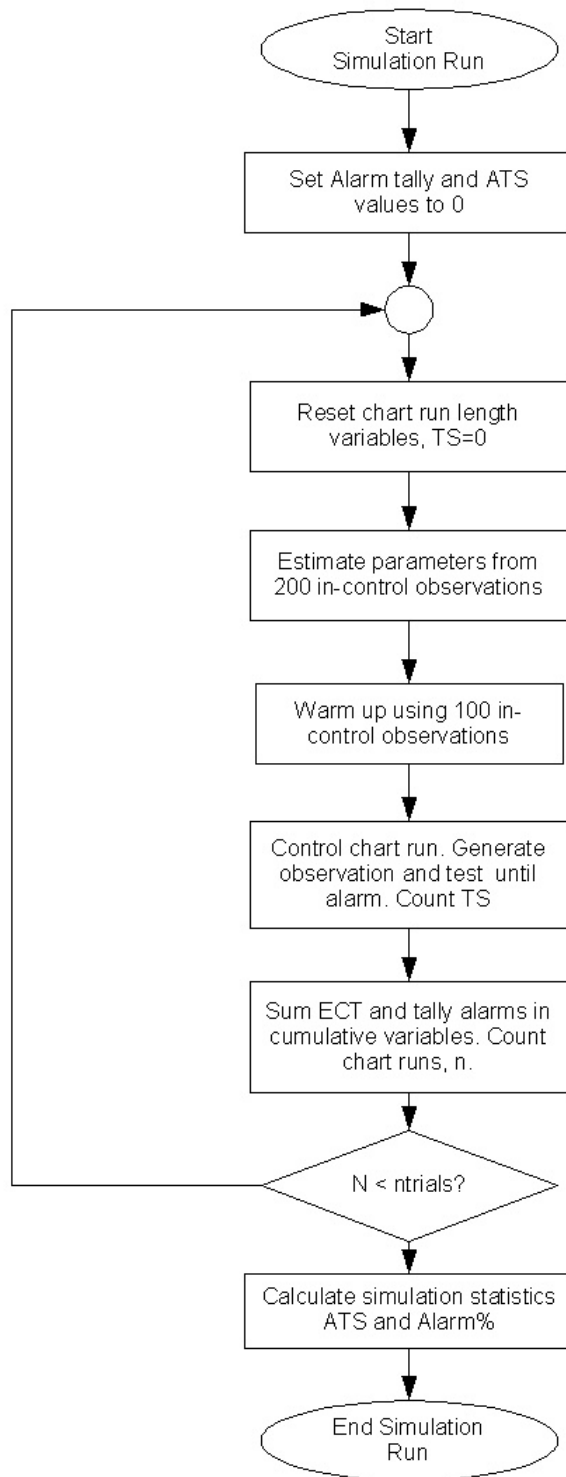 Start
Simulation Run
Set Alarm tally and ATS
values to 0
Reset chart run length
variables, TS=0
Estimate parameters from
200 in-control observations
Warm up using 100 in-
control observations
Control chart run. Generate
observation and test until
alarm. Count TS
Sum ECT and tally alarms in
cumulative variables. Count
chart runs, n.
N < ntrials?
Calculate simulation statistics
ATS and Alarm%
End Simulation
Run